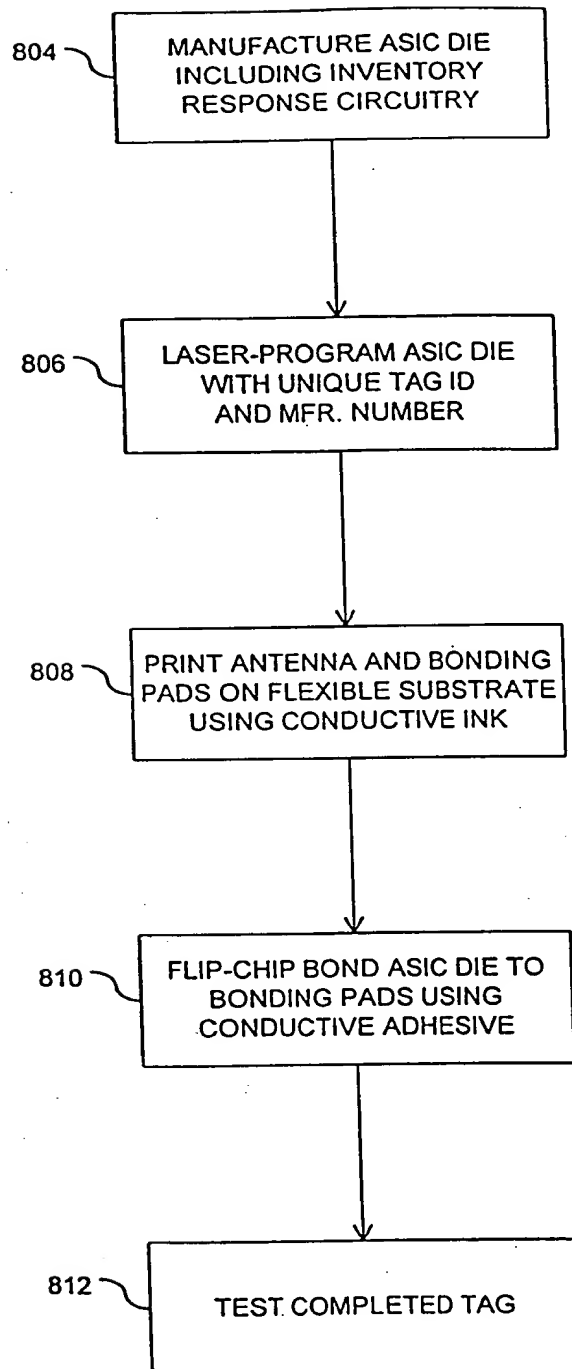 804
MANUFACTURE ASIC DIE
INCLUDING INVENTORY
RESPONSE CIRCUITRY
806
LASER-PROGRAM ASIC DIE
WITH UNIQUE TAG ID
AND MFR. NUMBER
808
PRINT ANTENNA AND BONDING
PADS ON FLEXIBLE SUBSTRATE
USING CONDUCTIVE INK
810
FLIP-CHIP BOND ASIC DIE TO
BONDING PADS USING
CONDUCTIVE ADHESIVE
812
TEST COMPLETED TAG